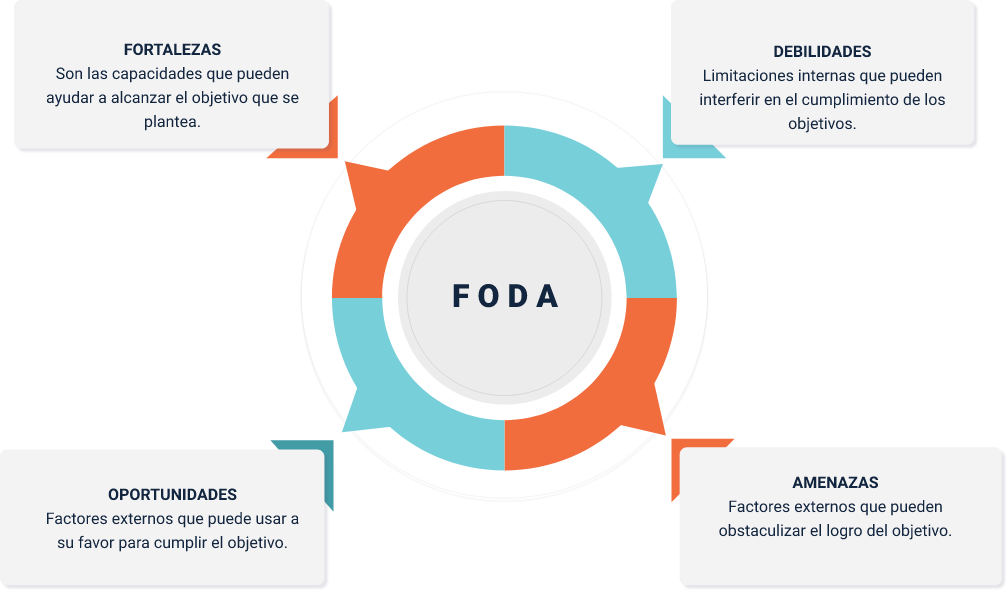 FORTALEZAS
Son las capacidades que pueden
ayudar a alcanzar el objetivo que se
plantea.
DEBILIDADES
Limitaciones internas que pueden
interferir en el cumplimiento de los
objetivos.
FODA
OPORTUNIDADES
Factores externos que puede usar a
su favor para cumplir el objetivo.
AMENAZAS
Factores externos que pueden
obstaculizar el logro del objetivo.